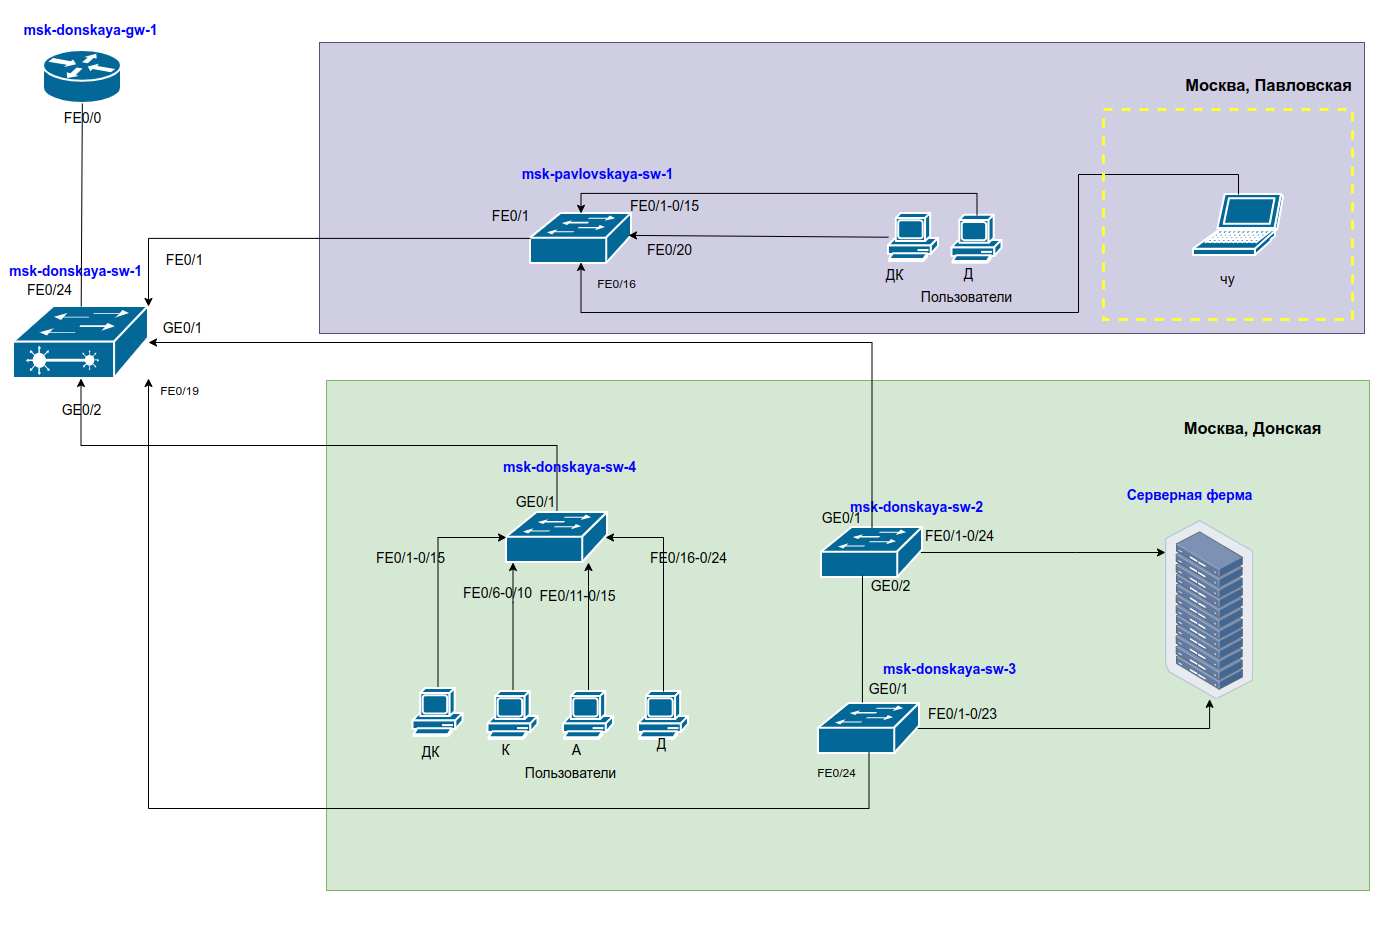 msk-donskaya-gw-1
FE0/0
Москва, Павловская
msk-pavlovskaya-sw-1
FE0/1
FE0/1-0/15
FE0/20
FE0/16
ДК
Д
Пользователи
чу
FE0/1
msk-donskaya-sw-1
FE0/24
GE0/1
FE0/19
GE0/2
Москва, Донская
msk-donskaya-sw-4
GE0/1
FE0/1-0/15
FE0/6-0/10
FE0/11-0/15
FE0/16-0/24
ДК
К
А
Д
Пользователи
msk-donskaya-sw-2
GE0/1
FE0/1-0/24
GE0/2
Серверная ферма
msk-donskaya-sw-3
GE0/1
FE0/1-0/23
FE0/24